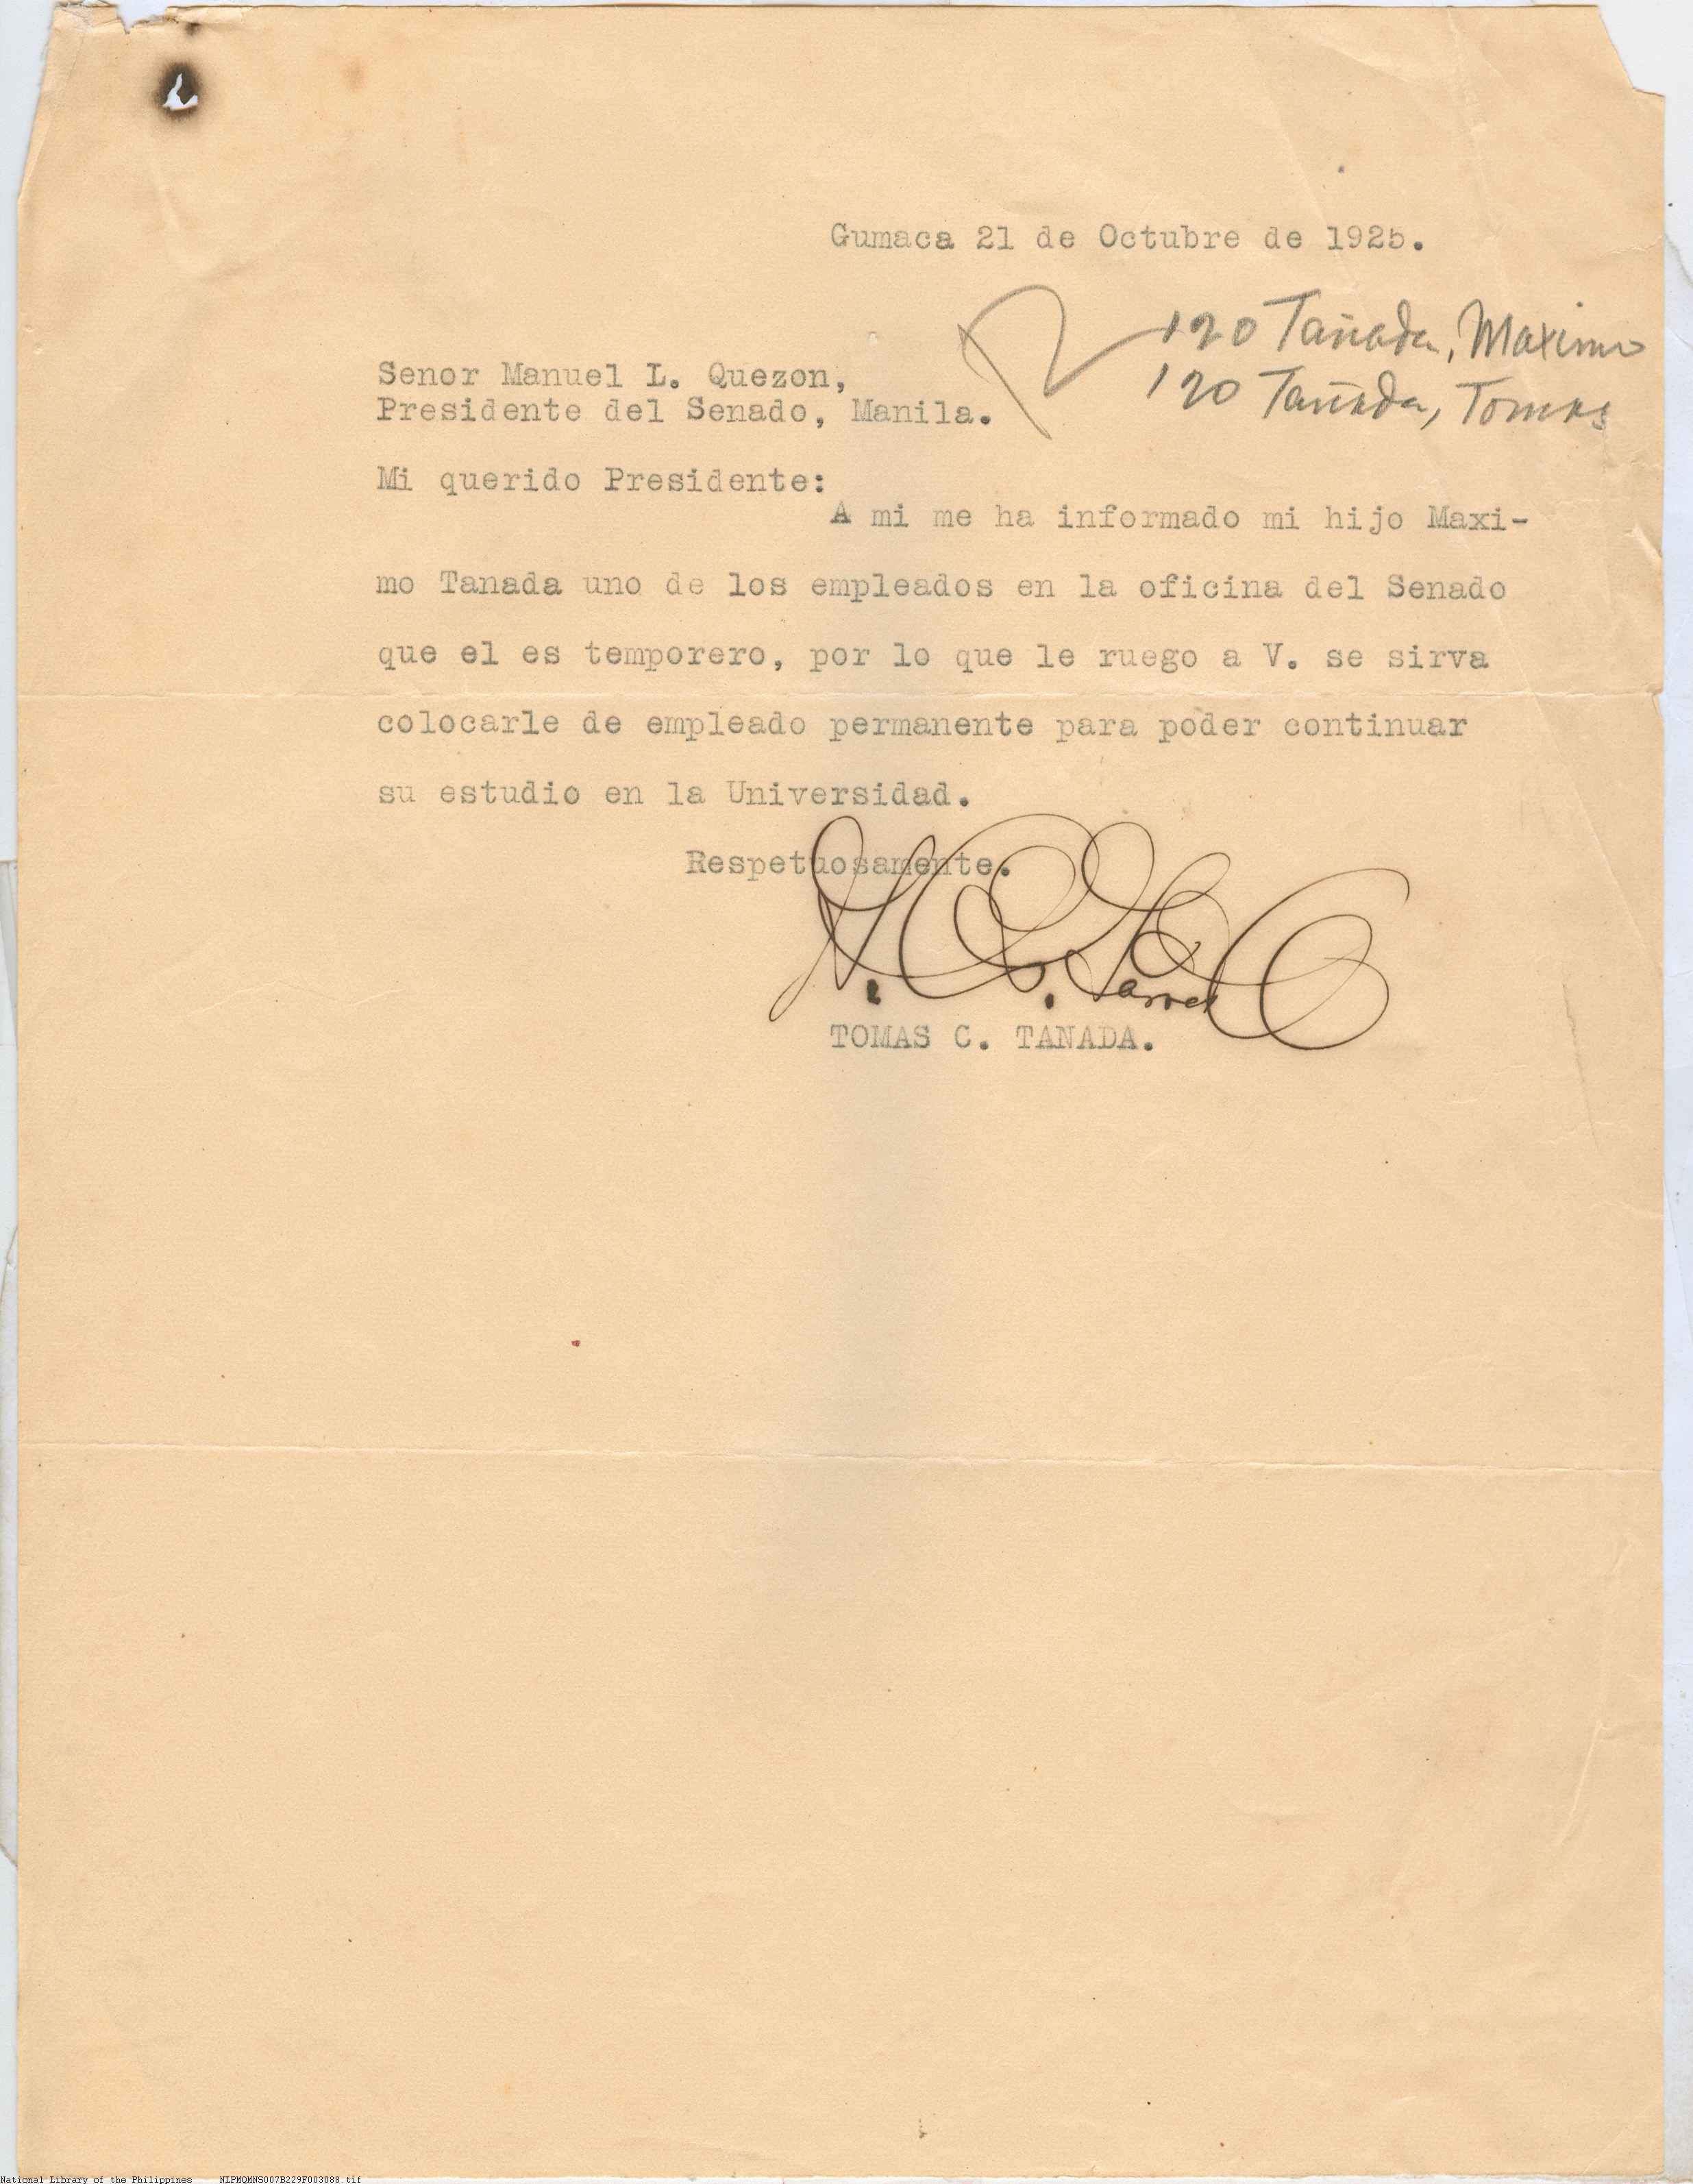 Gumaca 21 de Octubre de 1925.
120 Tañada, Maximo
120 Tañada, Tomas
Senor Manuel L. Quezon,
Presidente del Senado, Manila.
Mi querido Presidente:
A mi me ha informado mi hijo Maxi-
mo Tanada uno de los empleados en la oficina del Senado
que el es temporero, por lo que le ruego a V. se sirva
colocarle de empleado permanente para poder continuar
su estudio en la Universidad.
Respetuosamente.
TOMAS C. TANADA.
National Library of the Philippines NLPMQMNS007B229F003088.tif